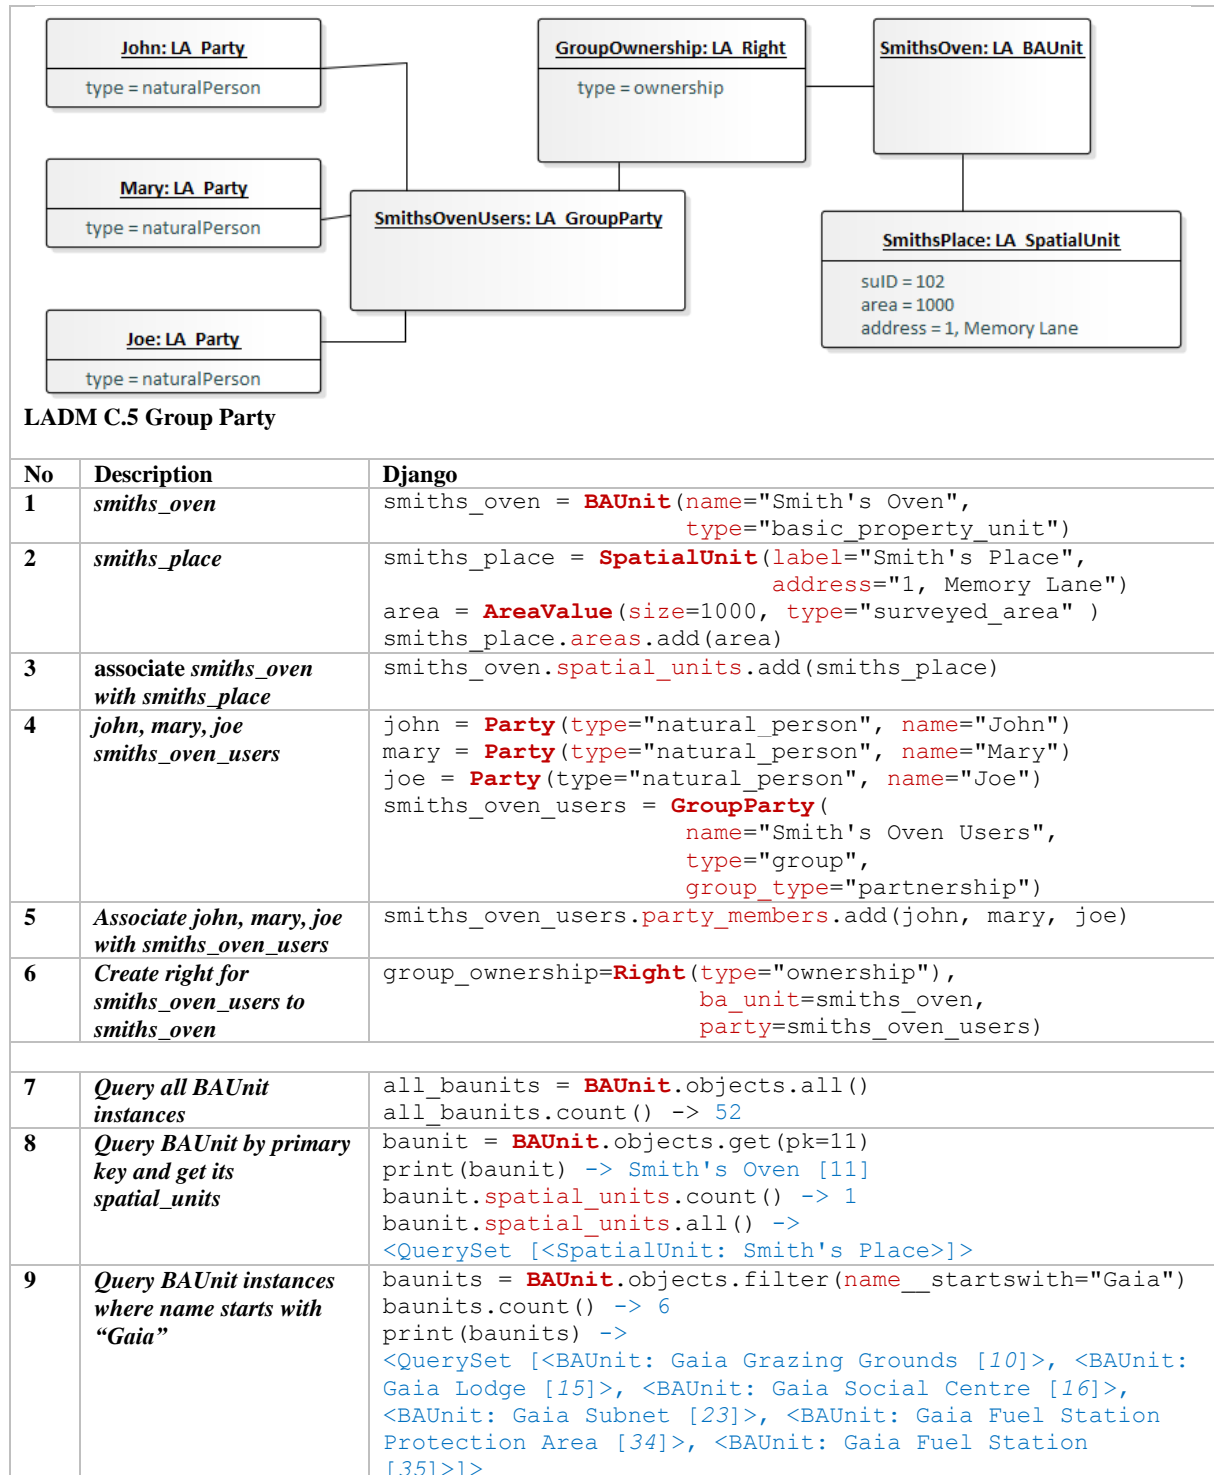 John: LA_Party
type = naturalPerson
GroupOwnership: LA_Right
type = ownership
SmithsOven: LA_BAUnit
Mary: LA_Party
type = naturalPerson
SmithsOvenUsers: LA_GroupParty
SmithsPlace: LA_SpatialUnit
suID = 102
area = 1000
address = 1, Memory Lane
Joe: LA_Party
type = naturalPerson
LADM C.5 Group Party
No Description Django
1 smiths_oven smiths_oven = BAUnit(name="Smith's Oven",
type="basic_property_unit")
2 smiths_place smiths_place = SpatialUnit(label="Smith's Place",
address="1, Memory Lane")
area = AreaValue(size=1000, type="surveyed_area" )
smiths_place.areas.add(area)
3 associate smiths_oven smiths_oven.spatial_units.add(smiths_place)
with smiths_place
4 john, mary, joe john = Party(type="natural_person", name="John")
smiths_oven_users mary = Party(type="natural_person", name="Mary")
joe = Party(type="natural_person", name="Joe")
smiths_oven_users = GroupParty(
name="Smith's Oven Users",
type="group",
group_type="partnership")
5 Associate john, mary, joe smiths_oven_users.party_members.add(john, mary, joe)
with smiths_oven_users
6 Create right for group_ownership=Right(type="ownership"),
smiths_oven_users to ba_unit=smiths_oven,
smiths_oven party=smiths_oven_users)
7 Query all BAUnit all_baunits = BAUnit.objects.all()
instances all_baunits.count() -> 52
8 Query BAUnit by primary baunit = BAUnit.objects.get(pk=11)
key and get its print(baunit) -> Smith's Oven [11]
spatial_units baunit.spatial_units.count() -> 1
baunit.spatial_units.all() ->
<QuerySet [<SpatialUnit: Smith's Place>]>
9 Query BAUnit instances baunits = BAUnit.objects.filter(name__startswith="Gaia")
where name starts with baunits.count() -> 6
“Gaia” print(baunits) ->
<QuerySet [<BAUnit: Gaia Grazing Grounds [10]>, <BAUnit:
Gaia Lodge [15]>, <BAUnit: Gaia Social Centre [16]>,
<BAUnit: Gaia Subnet [23]>, <BAUnit: Gaia Fuel Station
Protection Area [34]>, <BAUnit: Gaia Fuel Station
[35]>]>